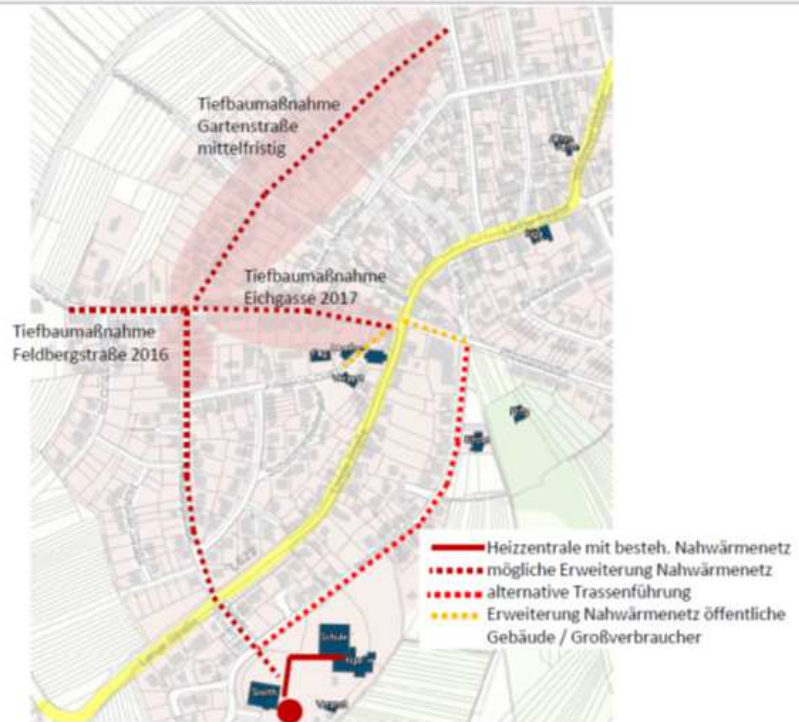 Tiefbaumaßnahme
Gartenstraße
mittelfristig
Tiefbaumaßnahme
Eichgasse 2017
Tiefbaumaßnahme
Feldbergstraße 2016
Schule
Heizzentrale mit besteh. Nahwärmenetz
mögliche Erweiterung Nahwärmenetz
alternative Trassenführung
Erweiterung Nahwärmenetz öffentliche
Gebäude / Großverbraucher